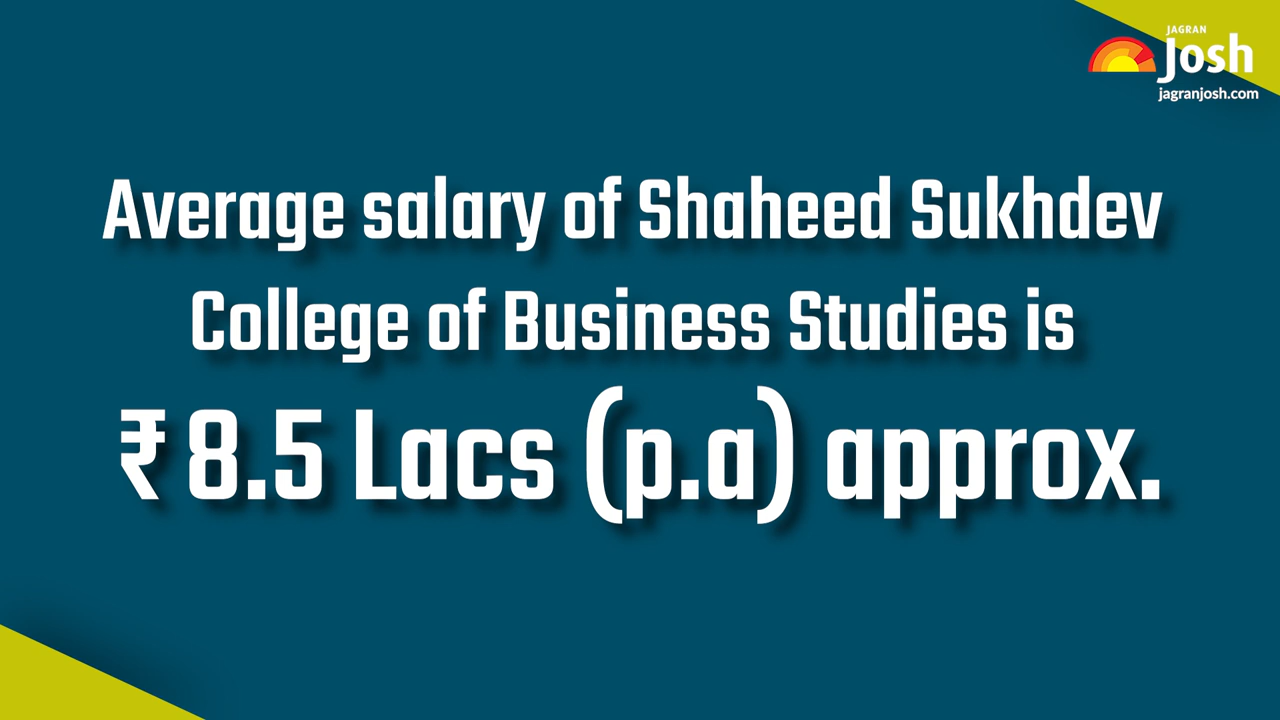 JAGRAN
Josh
jagranjosh.com
Average salary of Shaheed Sukhdev
College of Business Studies is
₹ 8.5 Lacs (p.a) approx.